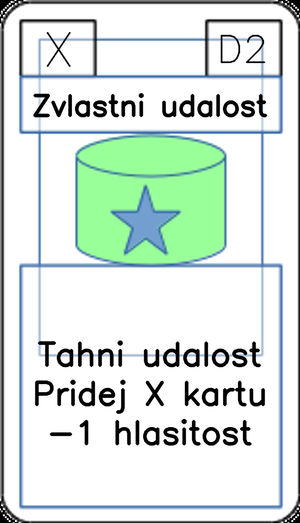 X D2
Zvlastni udalost
Tahni udalost
Pridej X kartu
-1 hlasitost